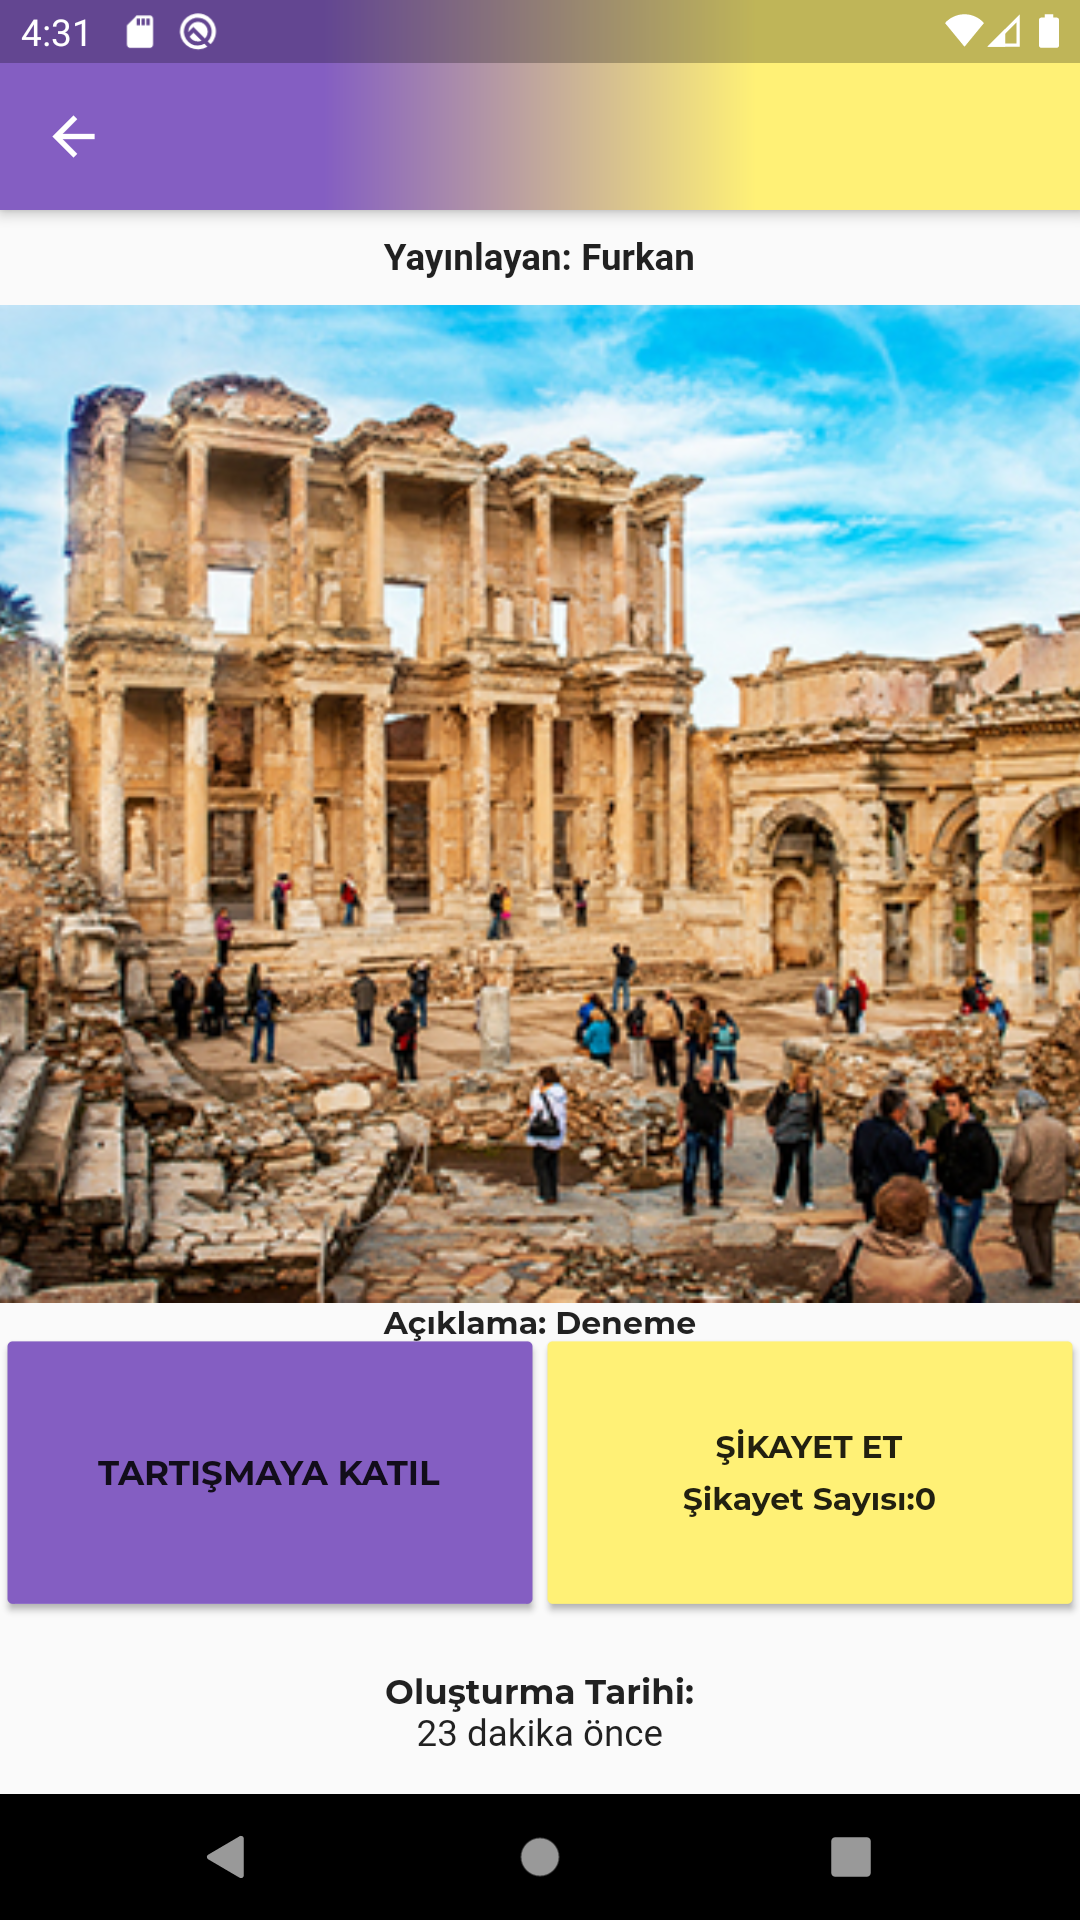 4:31
Yayınlayan: Furkan
Açıklama: Deneme
TARTIŞMAYA KATIL
ŞİKAYET ET
Şikayet Sayısı:0
Oluşturma Tarihi:
23 dakika önce